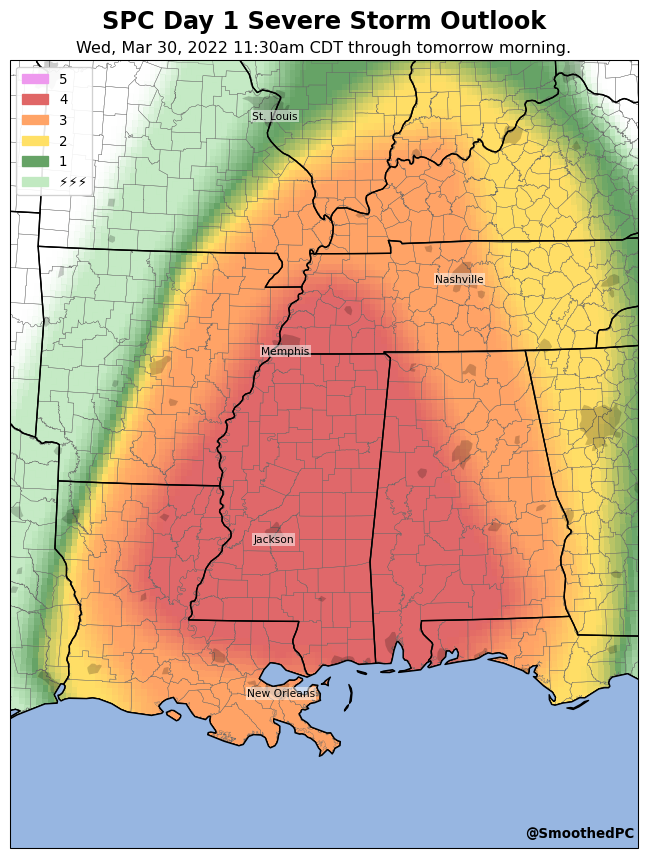 SPC Day 1 Severe Storm Outlook
Wed, Mar 30, 2022 11:30am CDT through tomorrow morning.
5
4
3
2
1
⚡⚡⚡
St. Louis
Nashville
Memphis
Jackson
New Orleans
@SmoothedPC